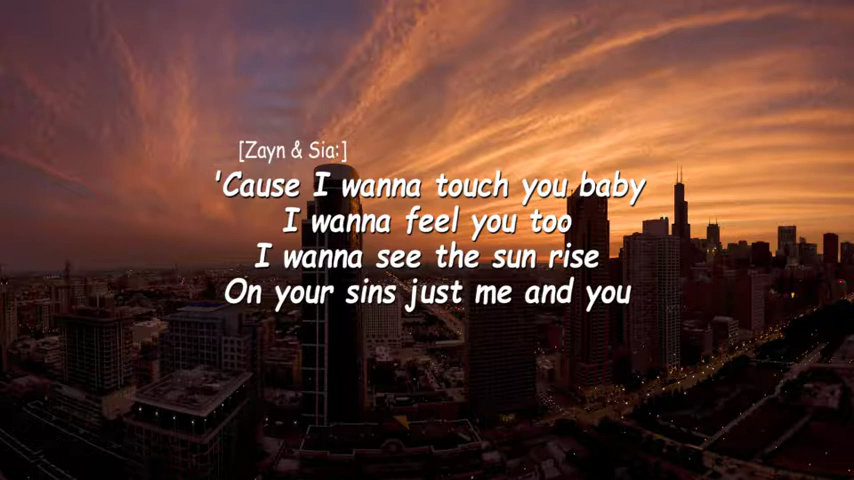 [Zayn & Sia:]
'Cause I wanna touch you baby
I wanna feel you too
I wanna see the sun rise
On your sins just me and you